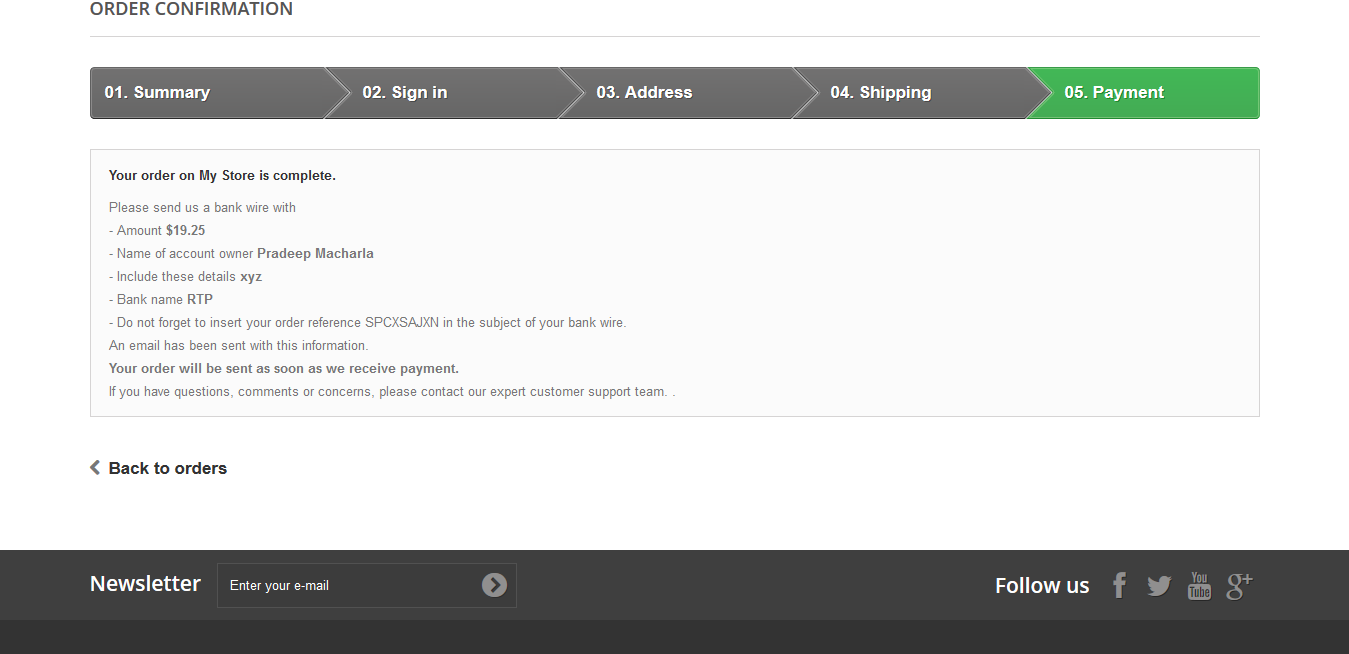 ORDER CONFIRMATION
01. Summary
02. Sign in
03. Address
04. Shipping
05. Payment
Your order on My Store is complete.
Please send us a bank wire with
- Amount $19.25
- Name of account owner Pradeep Macharla
- Include these details xyz
- Bank name RTP
- Do not forget to insert your order reference SPCXSAJXN in the subject of your bank wire.
An email has been sent with this information.
Your order will be sent as soon as we receive payment.
If you have questions, comments or concerns, please contact our expert customer support team. .
Back to orders
Newsletter
Enter your e-mail
Follow us
You
Tube
g+